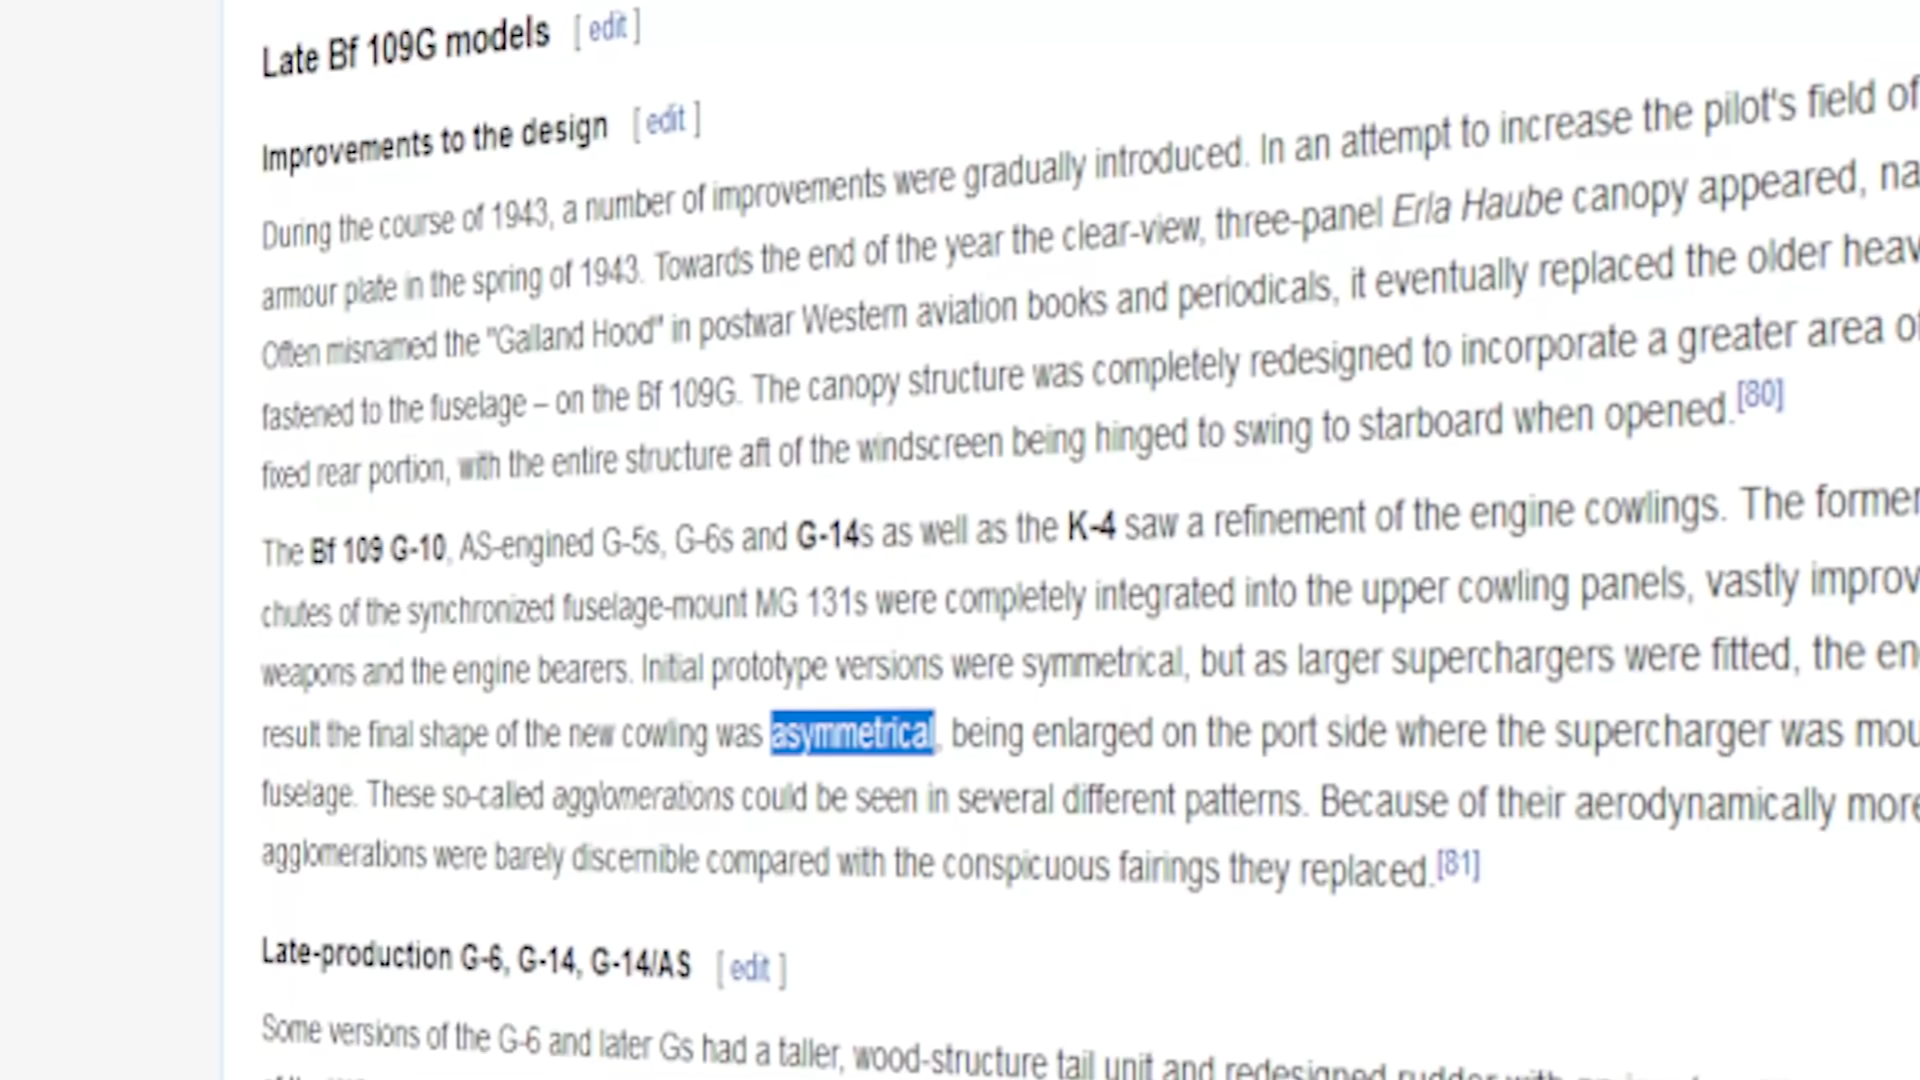 Late Bf 109G models [ edit ]
Improvements to the design [ edit ]
During the course of 1943, a number of improvements were gradually introduced. In an attempt to increase the pilot's field of
armour plate in the spring of 1943. Towards the end of the year the clear-view, three-panel Erla Haube canopy appeared, na
Often misnamed the "Galland Hood" in postwar Western aviation books and periodicals, it eventually replaced the older heav
fastened to the fuselage – on the Bf 109G. The canopy structure was completely redesigned to incorporate a greater area of
fixed rear portion, with the entire structure aft of the windscreen being hinged to swing to starboard when opened.[80]
The Bf 109 G-10, AS-engined G-5s, G-6s and G-14s as well as the K-4 saw a refinement of the engine cowlings. The former
chutes of the synchronized fuselage-mount MG 131s were completely integrated into the upper cowling panels, vastly improv
weapons and the engine bearers. Initial prototype versions were symmetrical, but as larger superchargers were fitted, the en
result the final shape of the new cowling was asymmetrical, being enlarged on the port side where the supercharger was mou
fuselage. These so-called agglomerations could be seen in several different patterns. Because of their aerodynamically more
agglomerations were barely discernible compared with the conspicuous fairings they replaced.[81]
Late-production G-6, G-14, G-14/AS [ edit ]
Some versions of the G-6 and later Gs had a taller, wood-structure tail unit and redesigned rudder with